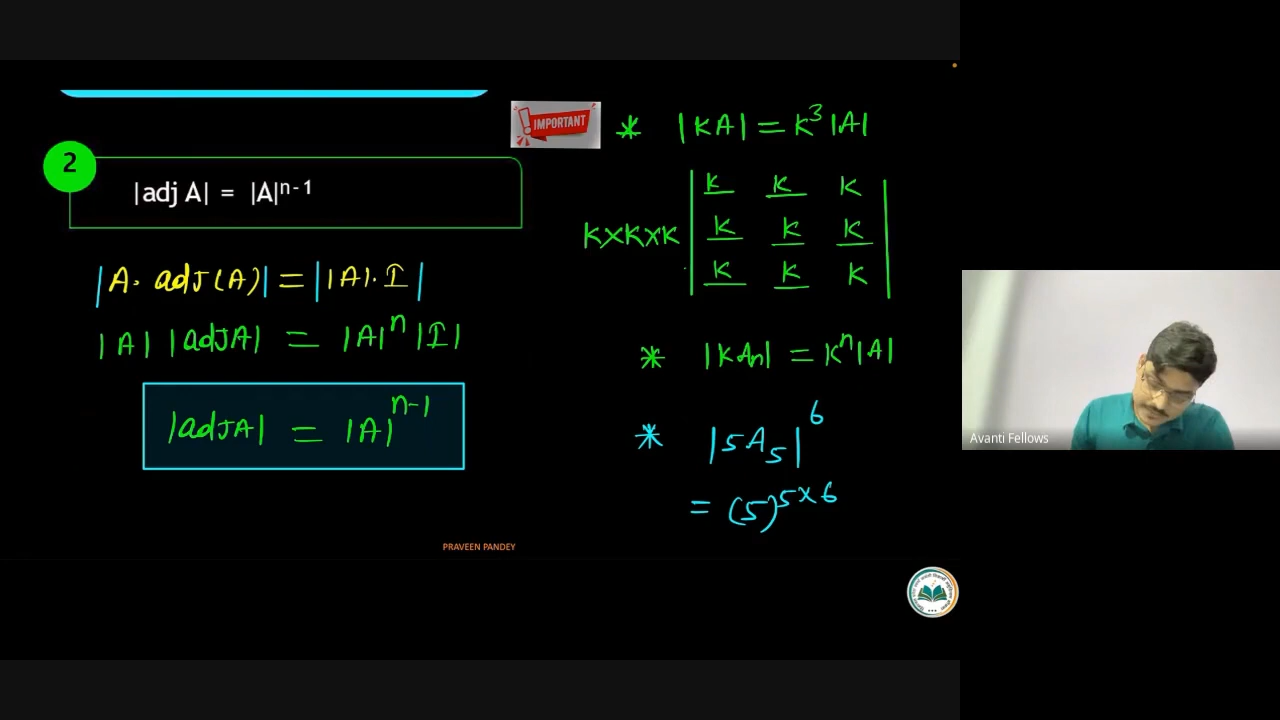 2
|adj A| = |A|ⁿ⁻¹
|A. adj(A)| = ||A|. I|
|A| |adjA| = |A|ⁿ |I|
|adjA| = |A|ⁿ⁻¹
PRAVEEN PANDEY
! IMPORTANT
* |KA| = K³|A|
K K K
K×K×K K K K
K K K
* |KAₙ| = Kⁿ|A|
* |5A₅|⁶
= (5)⁵ˣ⁶
Avanti Fellows